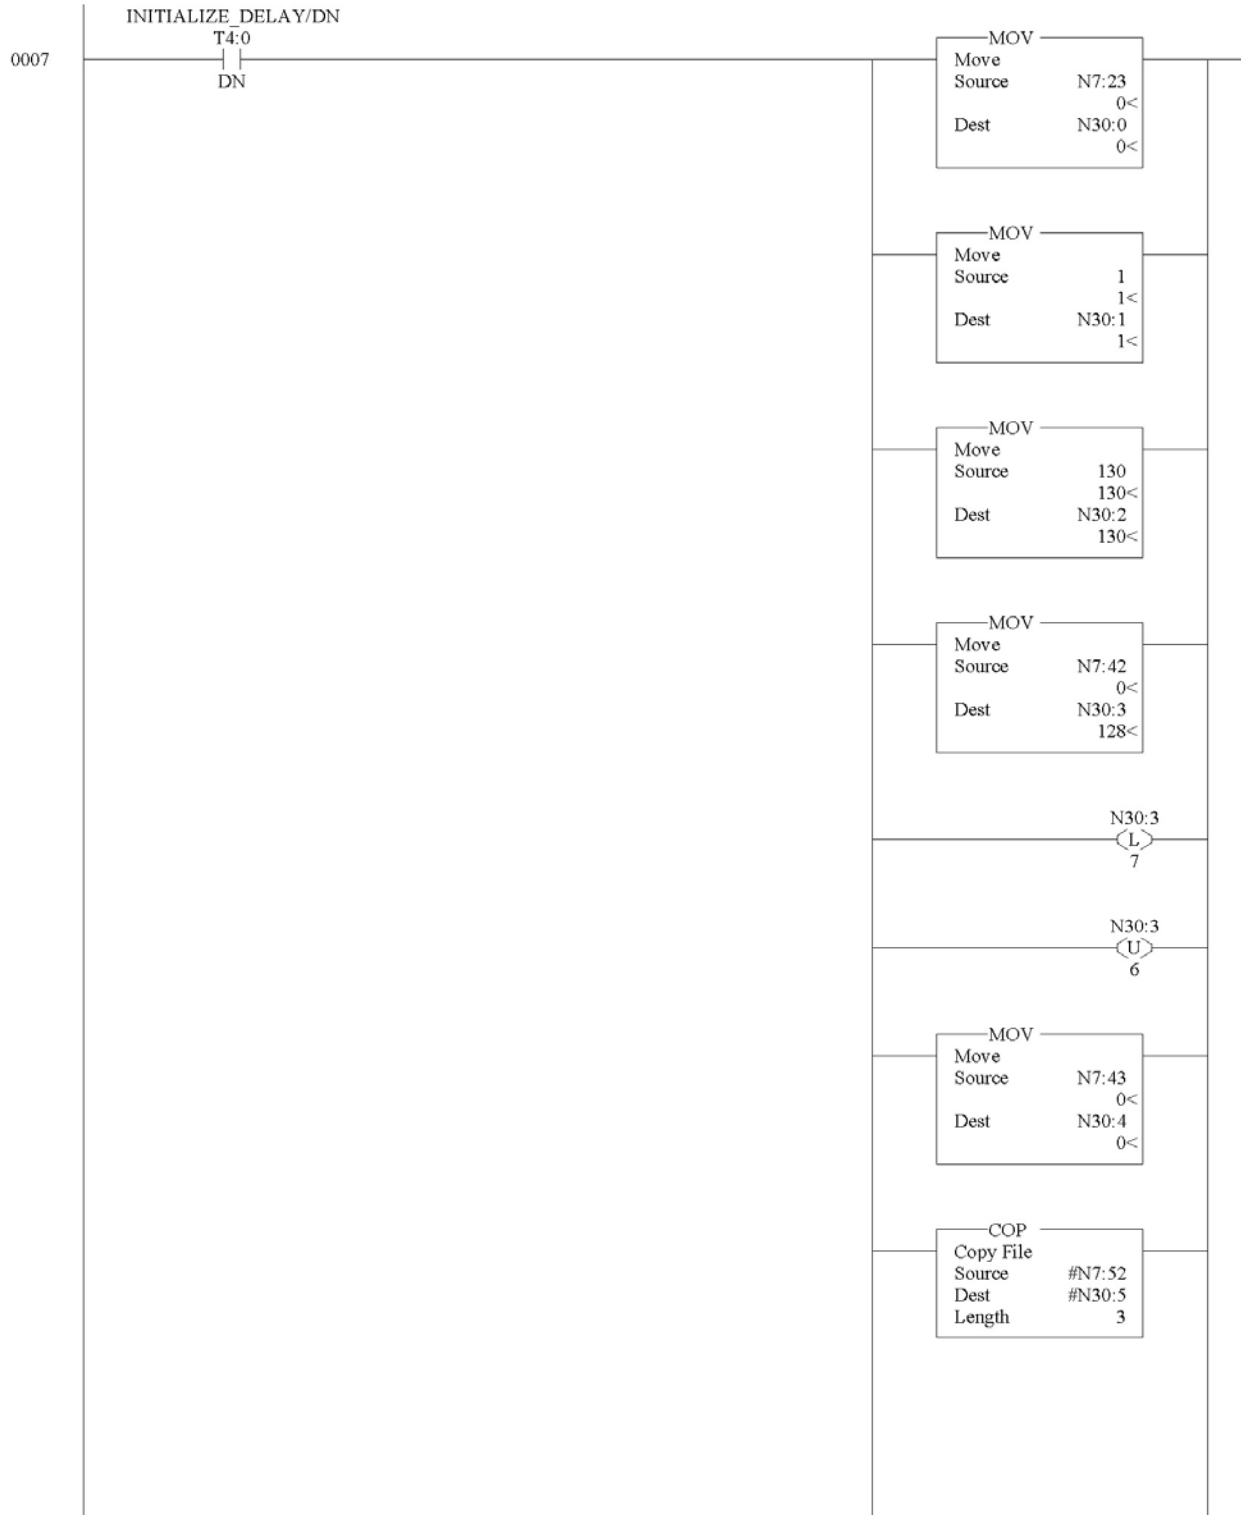 INITIALIZE_DELAY/DN
T4:0
0007
DN
MOV
Move
Source N7:23
0<
Dest N30:0
0<
MOV
Move
Source 1
1<
Dest N30:1
1<
MOV
Move
Source 130
130<
Dest N30:2
130<
MOV
Move
Source N7:42
0<
Dest N30:3
128<
N30:3
L
7
N30:3
U
6
MOV
Move
Source N7:43
0<
Dest N30:4
0<
COP
Copy File
Source #N7:52
Dest #N30:5
Length 3